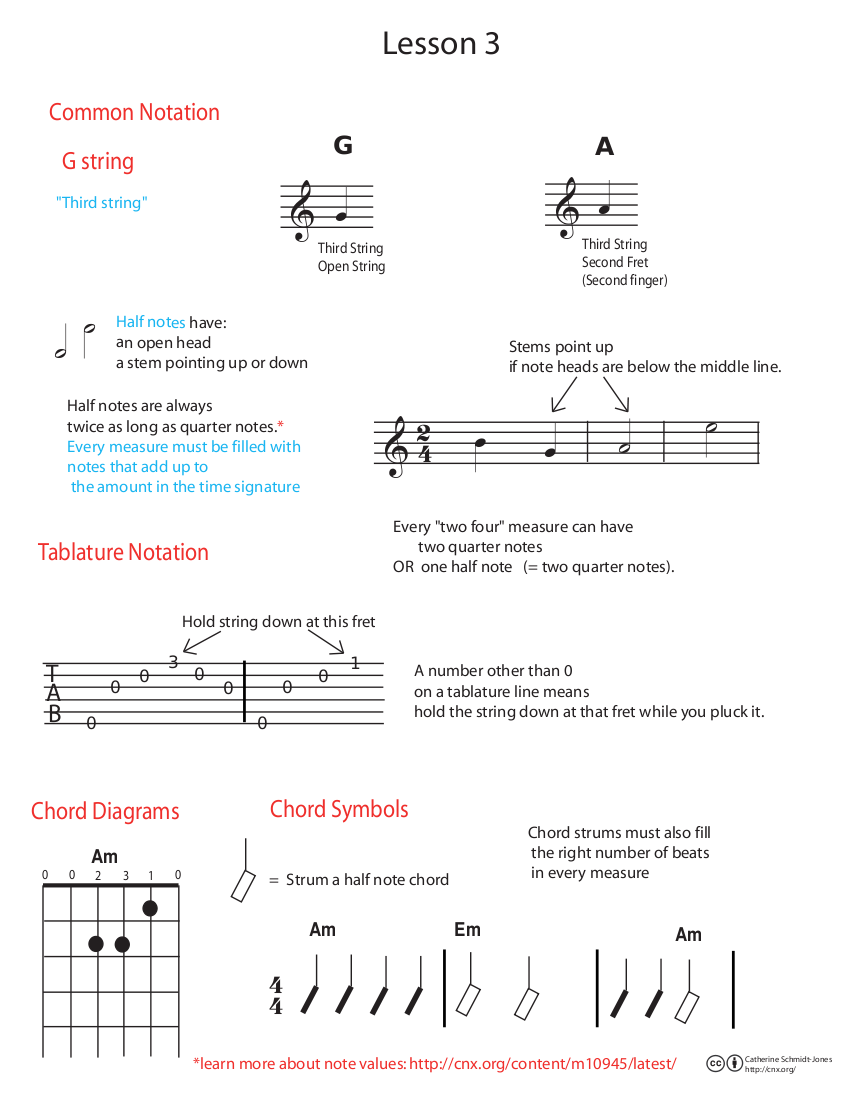 Lesson 3
Common Notation
G string
"Third string"
G
Third String
Open String
A
Third String
Second Fret
(Second finger)
Half notes have:
an open head
a stem pointing up or down
Half notes are always
twice as long as quarter notes.*
Every measure must be filled with
notes that add up to
the amount in the time signature
Stems point up
if note heads are below the middle line.
2
4
Every "two four" measure can have
two quarter notes
OR one half note (= two quarter notes).
Tablature Notation
Hold string down at this fret
T
A
B
0 0 0 3 0 0 0 0 0 1
A number other than 0
on a tablature line means
hold the string down at that fret while you pluck it.
Chord Diagrams
Am
0 0 2 3 1 0
Chord Symbols
= Strum a half note chord
Chord strums must also fill
the right number of beats
in every measure
Am Em Am
4
4
*learn more about note values: http://cnx.org/content/m10945/latest/
cc
Catherine Schmidt-Jones
http://cnx.org/